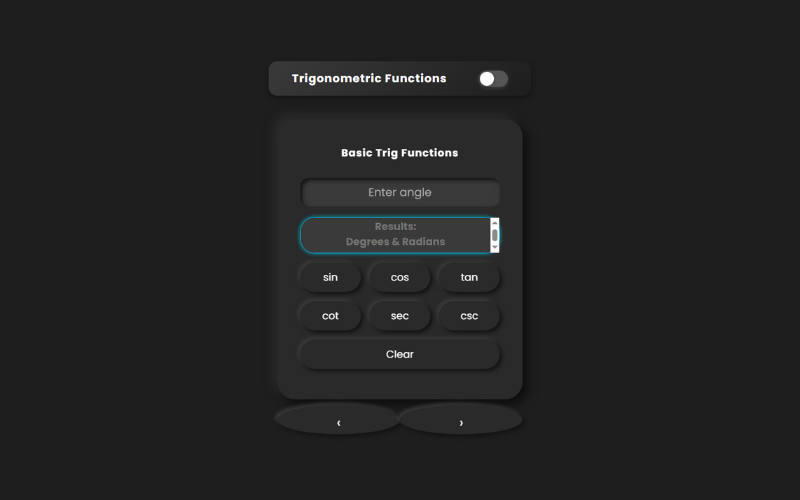 Trigonometric Functions
Basic Trig Functions
Enter angle
Results:
Degrees & Radians
sin cos tan
cot sec csc
Clear
‹ ›